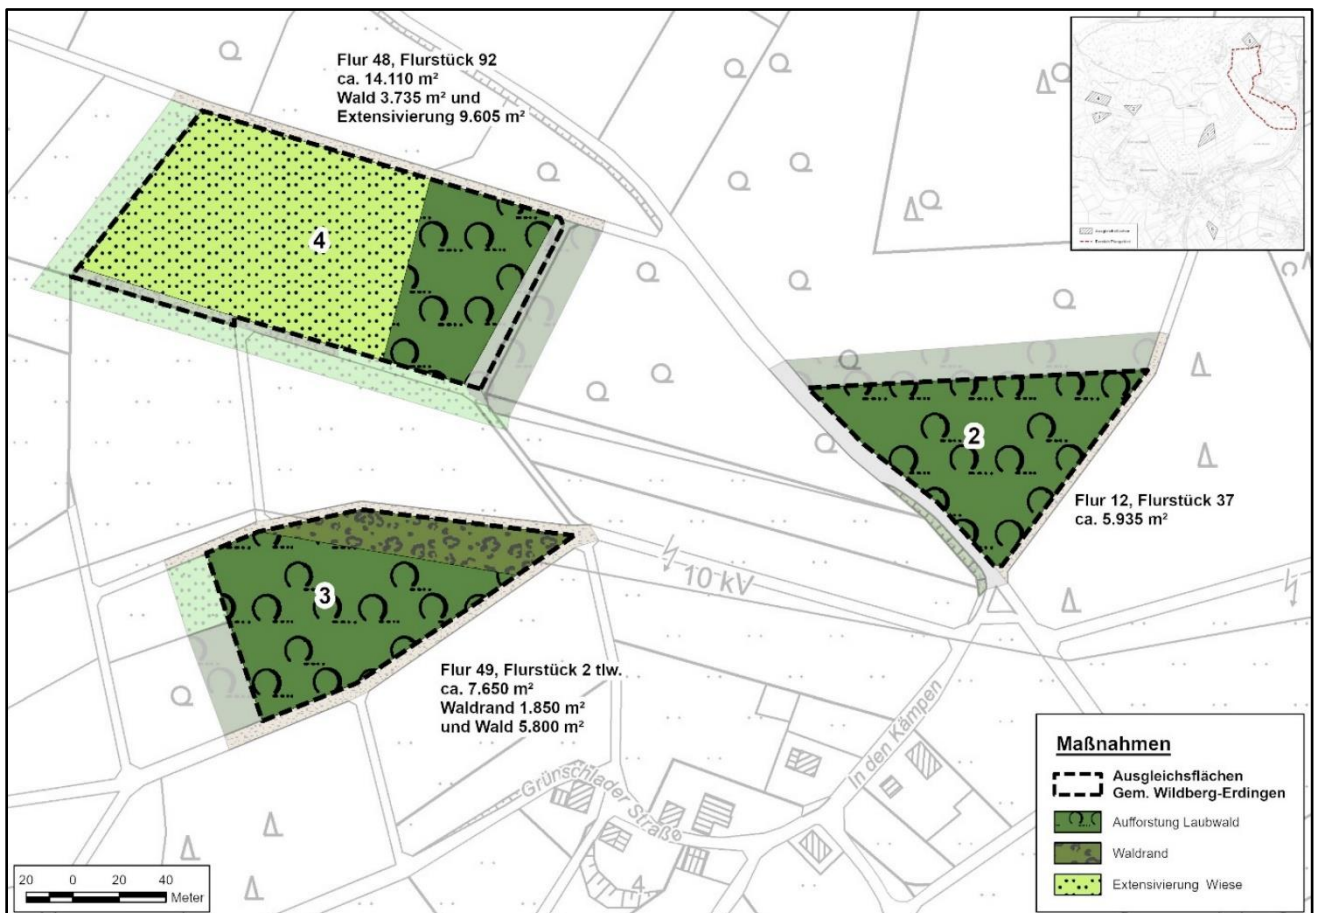 Flur 48, Flurstück 92
ca. 14.110 m²
Wald 3.735 m² und
Extensivierung 9.605 m²
4
2
Flur 12, Flurstück 37
ca. 5.935 m²
3
10 kV
Flur 49, Flurstück 2 tlw.
ca. 7.650 m²
Waldrand 1.850 m²
und Wald 5.800 m²
In den Kämpen
Grünschlader Straße
4
Maßnahmen
Ausgleichsflächen
Gem. Wildberg-Erdingen
Aufforstung Laubwald
Waldrand
Extensivierung Wiese
20 0 20 40
Meter